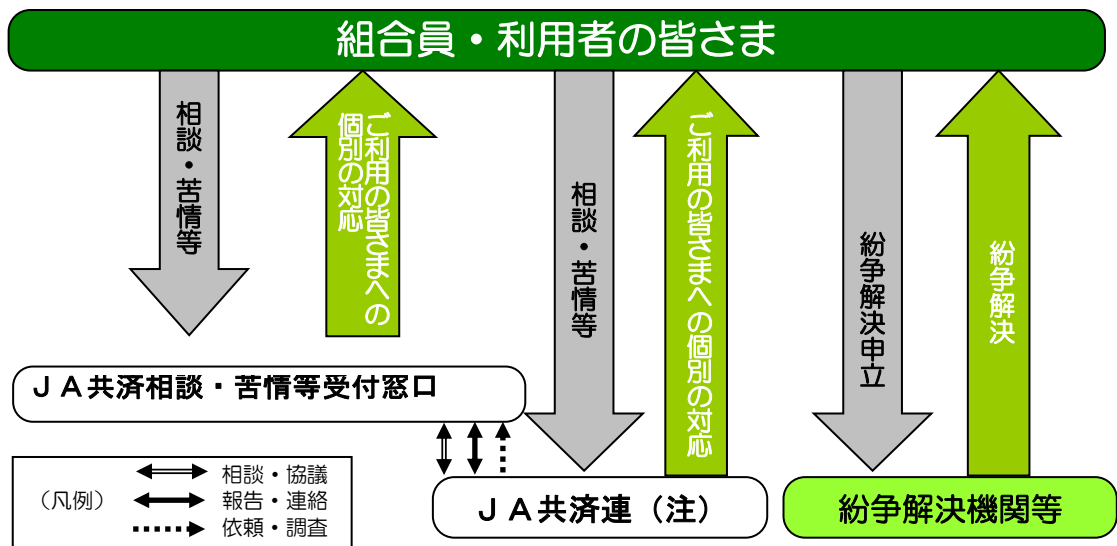 組合員・利用者の皆さま
相談・苦情等
ご利用の皆さまへの
個別の対応
相談・苦情等
ご利用の皆さまへの個別の対応
紛争解決申立
紛争解決
ＪＡ共済相談・苦情等受付窓口
ＪＡ共済連（注）
紛争解決機関等
（凡例）
相談・協議
報告・連絡
依頼・調査